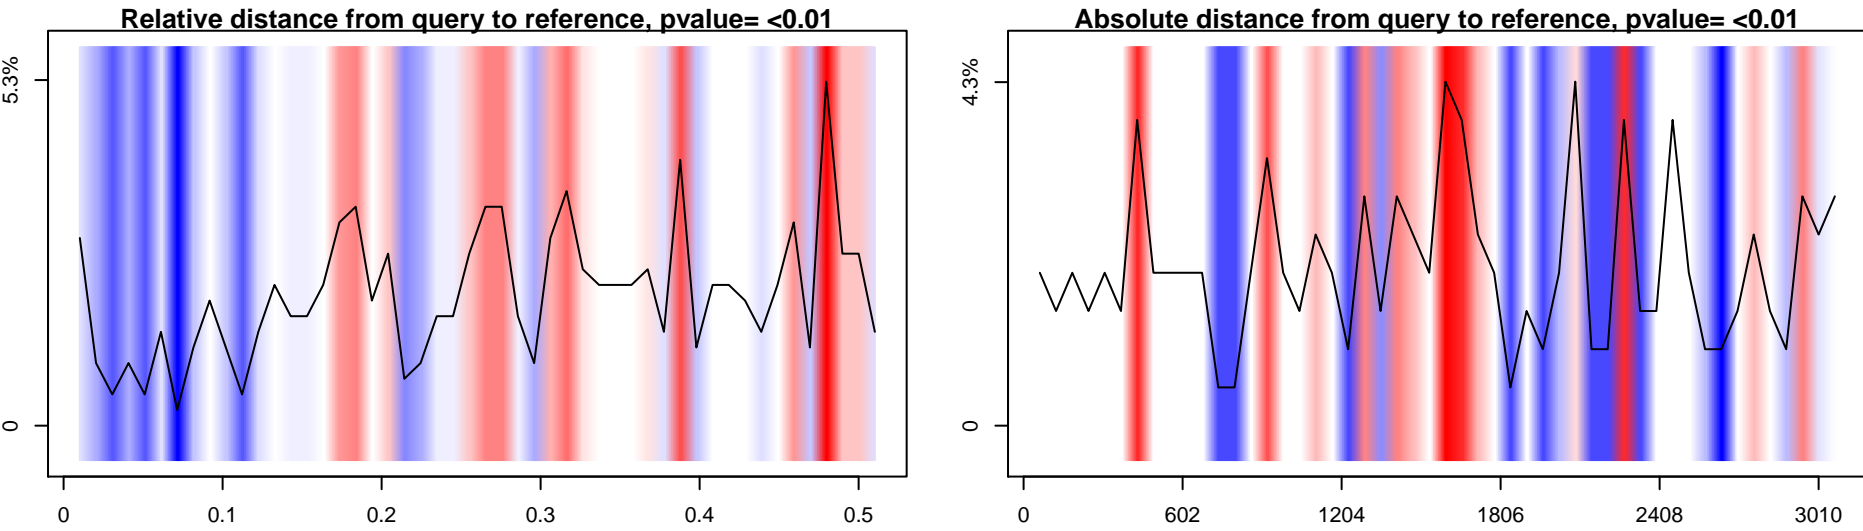 Relative distance from query to reference, pvalue= <0.01
5.3%
0
0 0.1 0.2 0.3 0.4 0.5
Absolute distance from query to reference, pvalue= <0.01
4.3%
0
0 602 1204 1806 2408 3010